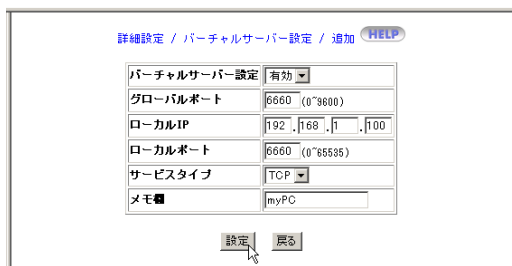 詳細設定 / バーチャルサーバー設定 / 追加 HELP
バーチャルサーバー設定 有効
グローバルポート 6660 (0~9600)
ローカルIP 192 . 168 . 1 . 100
ローカルポート 6660 (0~65535)
サービスタイプ TCP
メモ欄 myPC
設定 戻る